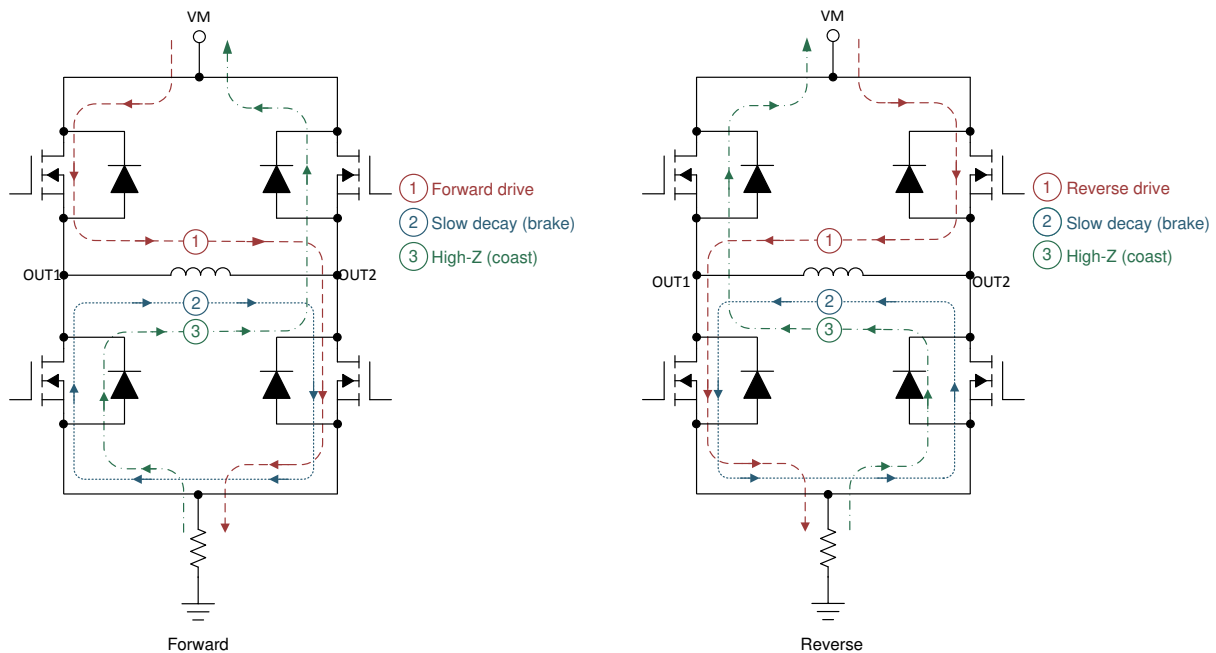 VM
1 Forward drive
2 Slow decay (brake)
3 High-Z (coast)
1
OUT1
OUT2
2
3
Forward
VM
1 Reverse drive
2 Slow decay (brake)
3 High-Z (coast)
1
OUT1
OUT2
2
3
Reverse